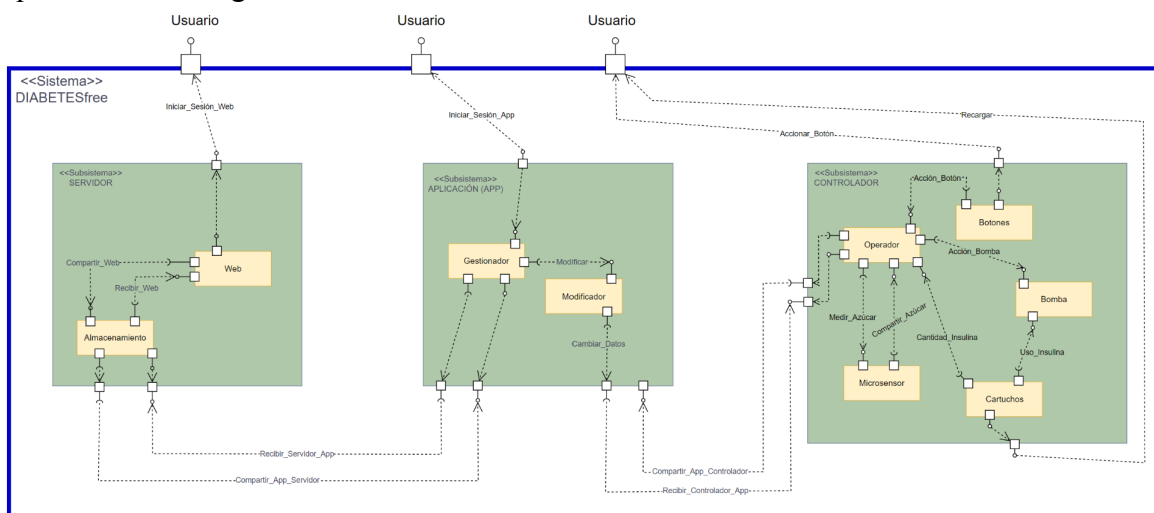 Usuario
Usuario
Usuario
<<Sistema>>
DIABETESfree
Iniciar_Sesión_Web
Iniciar_Sesión_App
Recargar
Accionar_Botón
<<Subsistema>>
SERVIDOR
<<Subsistema>>
APLICACIÓN (APP)
<<Subsistema>>
CONTROLADOR
Acción_Botón
Botones
Operador
Acción_Bomba
Compartir_Web
Web
Recibir_Web
Gestionador
Modificar
Modificador
Bomba
Medir_Azúcar
Compartir_Azúcar
Cantidad_Insulina
Almacenamiento
Cambiar_Datos
Uso_Insulina
Microsensor
Cartuchos
Recibir_Servidor_App
Compartir_App_Servidor
Compartir_App_Controlador
Recibir_Controlador_App